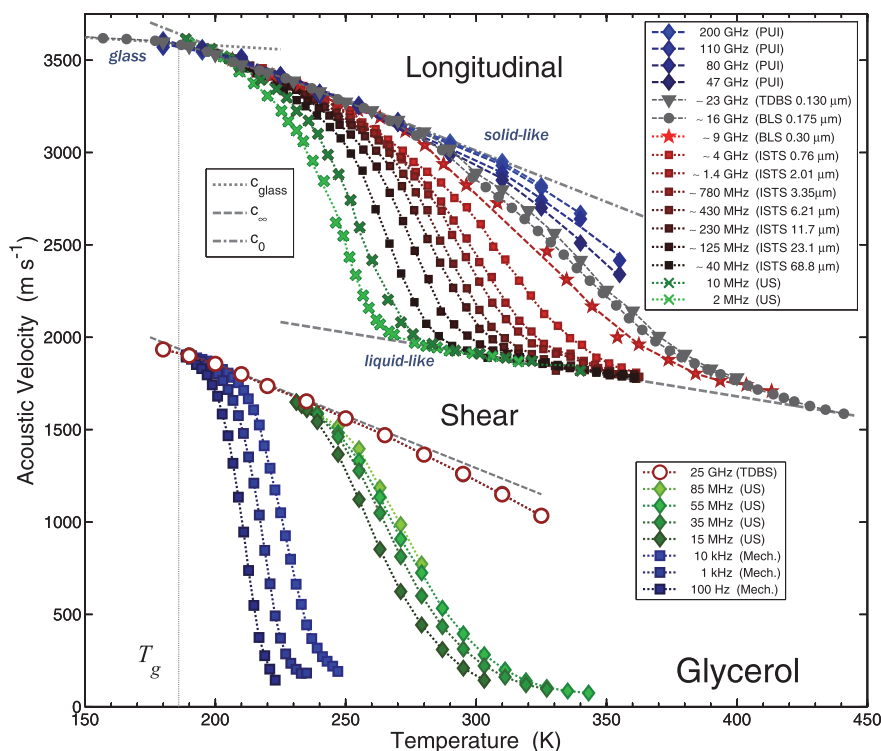 3500
3000
2500
2000
1500
1000
500
0
150
200
250
300
350
400
450
Acoustic Velocity (m s-1)
Temperature (K)
glass
Longitudinal
solid-like
liquid-like
Shear
Glycerol
Tg
cglass
c∞
c0
200 GHz (PUI)
110 GHz (PUI)
80 GHz (PUI)
47 GHz (PUI)
~ 23 GHz (TDBS 0.130 μm)
~ 16 GHz (BLS 0.175 μm)
~ 9 GHz (BLS 0.30 μm)
~ 4 GHz (ISTS 0.76 μm)
~ 1.4 GHz (ISTS 2.01 μm)
~ 780 MHz (ISTS 3.35μm)
~ 430 MHz (ISTS 6.21 μm)
~ 230 MHz (ISTS 11.7 μm)
~ 125 MHz (ISTS 23.1 μm)
~ 40 MHz (ISTS 68.8 μm)
10 MHz (US)
2 MHz (US)
25 GHz (TDBS)
85 MHz (US)
55 MHz (US)
35 MHz (US)
15 MHz (US)
10 kHz (Mech.)
1 kHz (Mech.)
100 Hz (Mech.)